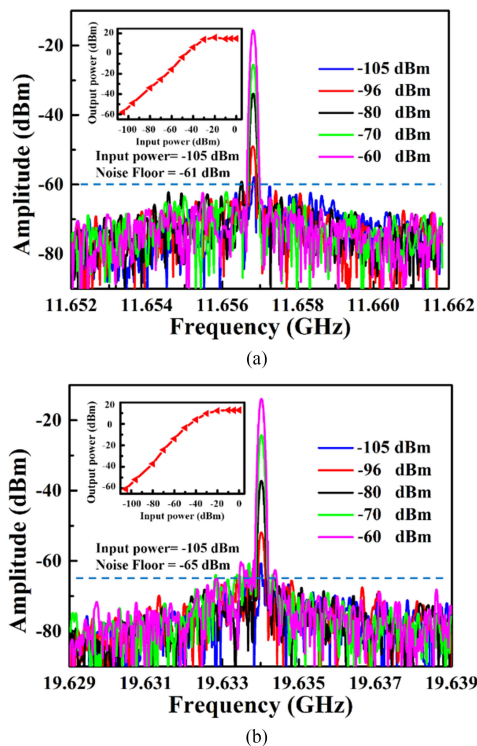 -20
-40
-60
-80
Amplitude (dBm)
20
0
-20
-40
-60
Output power (dBm)
-100 -80 -60 -40 -20 0
Input power (dBm)
-105 dBm
-96 dBm
-80 dBm
-70 dBm
-60 dBm
Input power= -105 dBm
Noise Floor = -61 dBm
11.652 11.654 11.656 11.658 11.660 11.662
Frequency (GHz)
(a)
-20
-40
-60
-80
Amplitude (dBm)
20
0
-20
-40
-60
Output power (dBm)
-100 -80 -60 -40 -20 0
Input power (dBm)
-105 dBm
-96 dBm
-80 dBm
-70 dBm
-60 dBm
Input power= -105 dBm
Noise Floor = -65 dBm
19.629 19.631 19.633 19.635 19.637 19.639
Frequency (GHz)
(b)